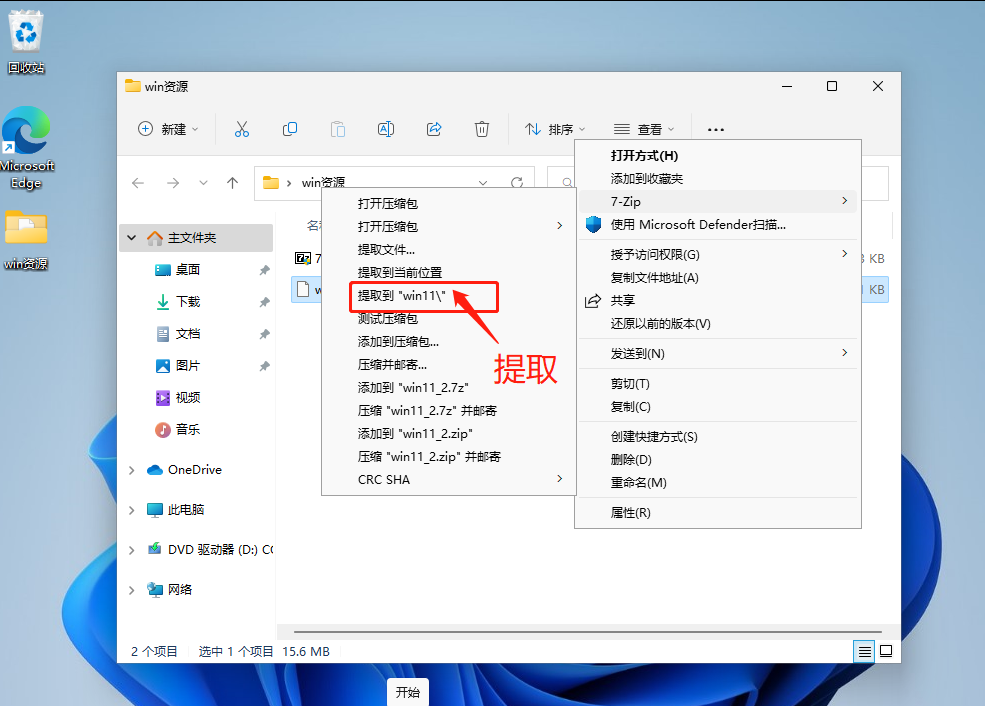 回收站
Microsoft
Edge
win资源
win资源
新建
排序
查看
win资源
主文件夹
桌面
下载
文档
图片
视频
音乐
OneDrive
此电脑
DVD 驱动器 (D:)
网络
KB
KB
打开压缩包
打开压缩包
提取文件...
提取到当前位置
提取到 "win11\"
测试压缩包
添加到压缩包...
压缩并邮寄...
添加到 "win11_2.7z"
压缩 "win11_2.7z" 并邮寄
添加到 "win11_2.zip"
压缩 "win11_2.zip" 并邮寄
CRC SHA
提取
打开方式(H)
添加到收藏夹
7-Zip
使用 Microsoft Defender扫描...
授予访问权限(G)
复制文件地址(A)
共享
还原以前的版本(V)
发送到(N)
剪切(T)
复制(C)
创建快捷方式(S)
删除(D)
重命名(M)
属性(R)
2 个项目 选中 1 个项目 15.6 MB
开始